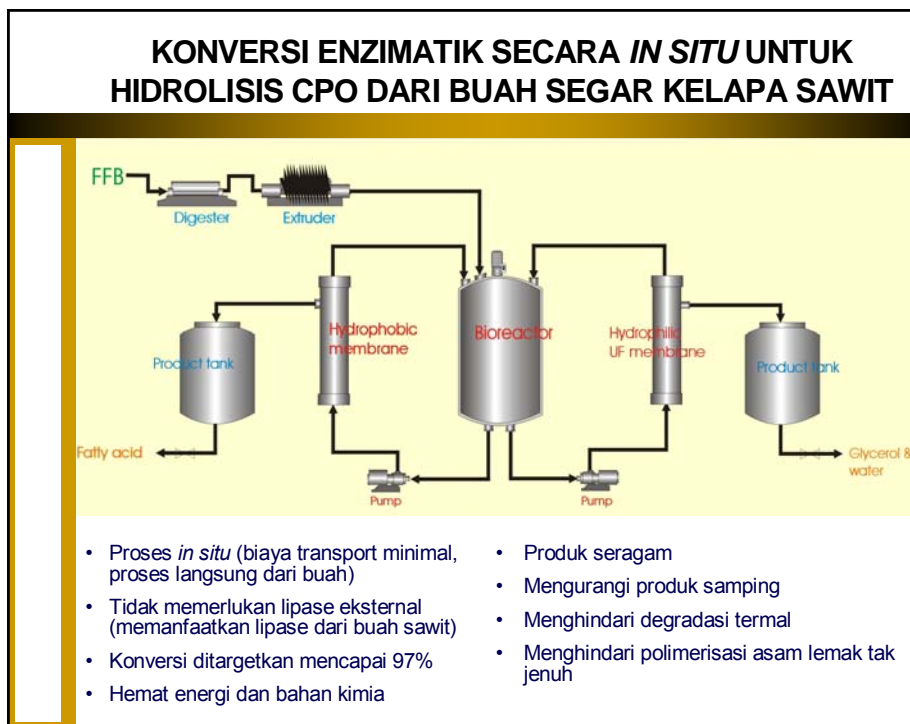 KONVERSI ENZIMATIK SECARA IN SITU UNTUK
HIDROLISIS CPO DARI BUAH SEGAR KELAPA SAWIT
FFB
Digester
Extruder
Hydrophobic
membrane
Bioreactor
Hydrophilic
UF membrane
Product tank
Product tank
Fatty acid
Pump
Pump
Glycerol &
water
• Proses in situ (biaya transport minimal,
proses langsung dari buah)
• Tidak memerlukan lipase eksternal
(memanfaatkan lipase dari buah sawit)
• Konversi ditargetkan mencapai 97%
• Hemat energi dan bahan kimia
• Produk seragam
• Mengurangi produk samping
• Menghindari degradasi termal
• Menghindari polimerisasi asam lemak tak
jenuh